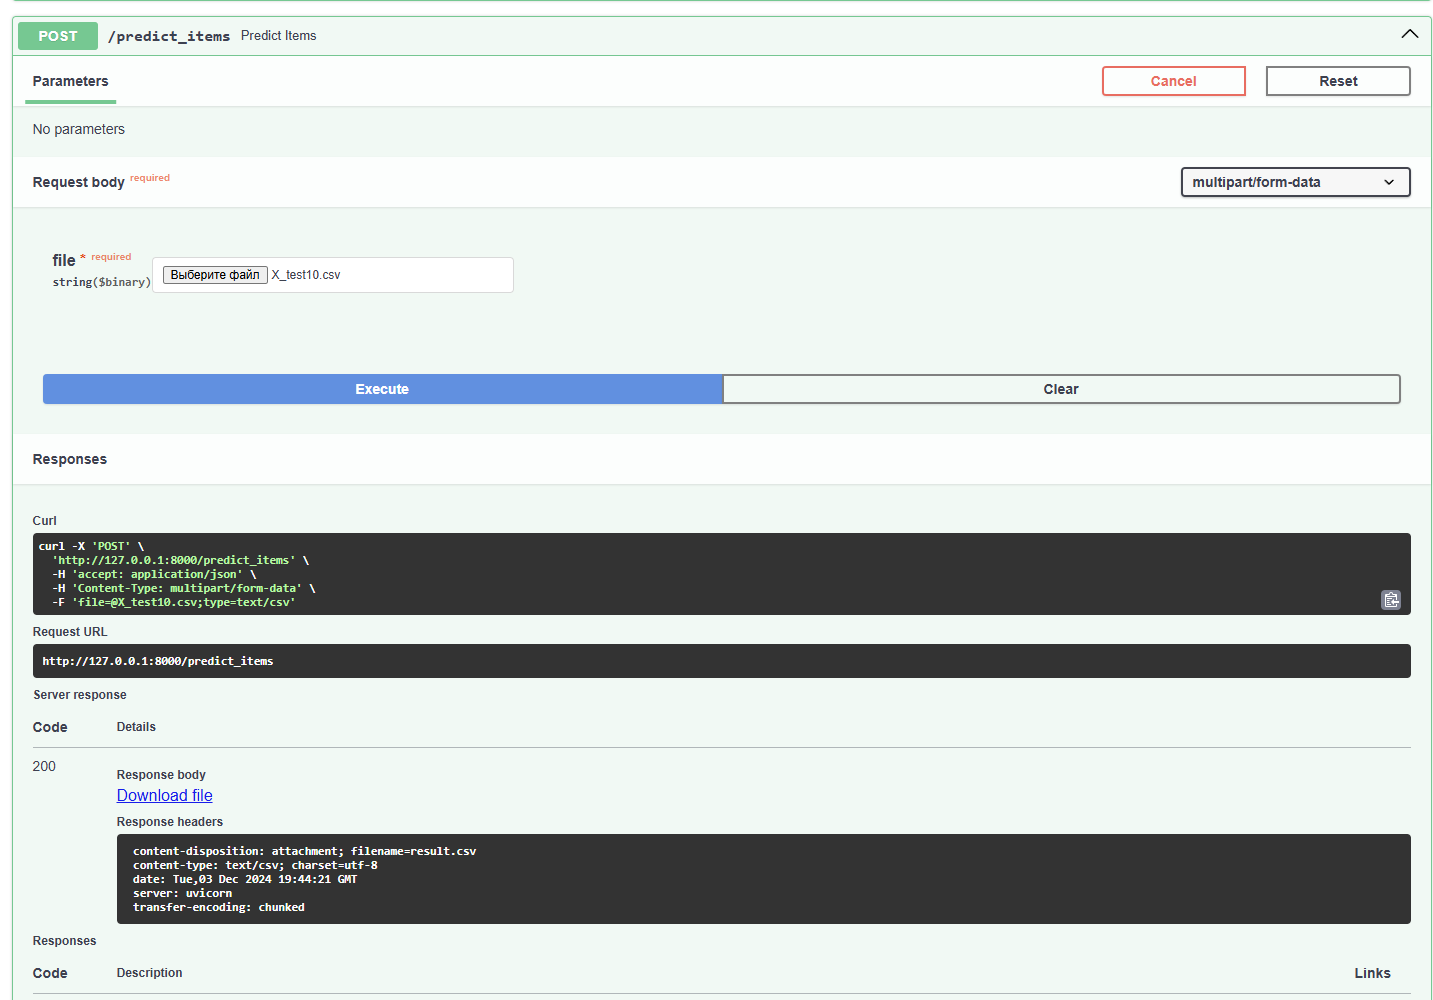 POST /predict_items Predict Items
Parameters
Cancel
Reset
No parameters
Request body required
multipart/form-data
file * required
string($binary)
Выберите файл X_test10.csv
Execute
Clear
Responses
Curl
curl -X 'POST' \
'http://127.0.0.1:8000/predict_items' \
-H 'accept: application/json' \
-H 'Content-Type: multipart/form-data' \
-F 'file=@X_test10.csv;type=text/csv'
Request URL
http://127.0.0.1:8000/predict_items
Server response
Code Details
200
Response body
Download file
Response headers
content-disposition: attachment; filename=result.csv
content-type: text/csv; charset=utf-8
date: Tue,03 Dec 2024 19:44:21 GMT
server: uvicorn
transfer-encoding: chunked
Responses
Code Description Links